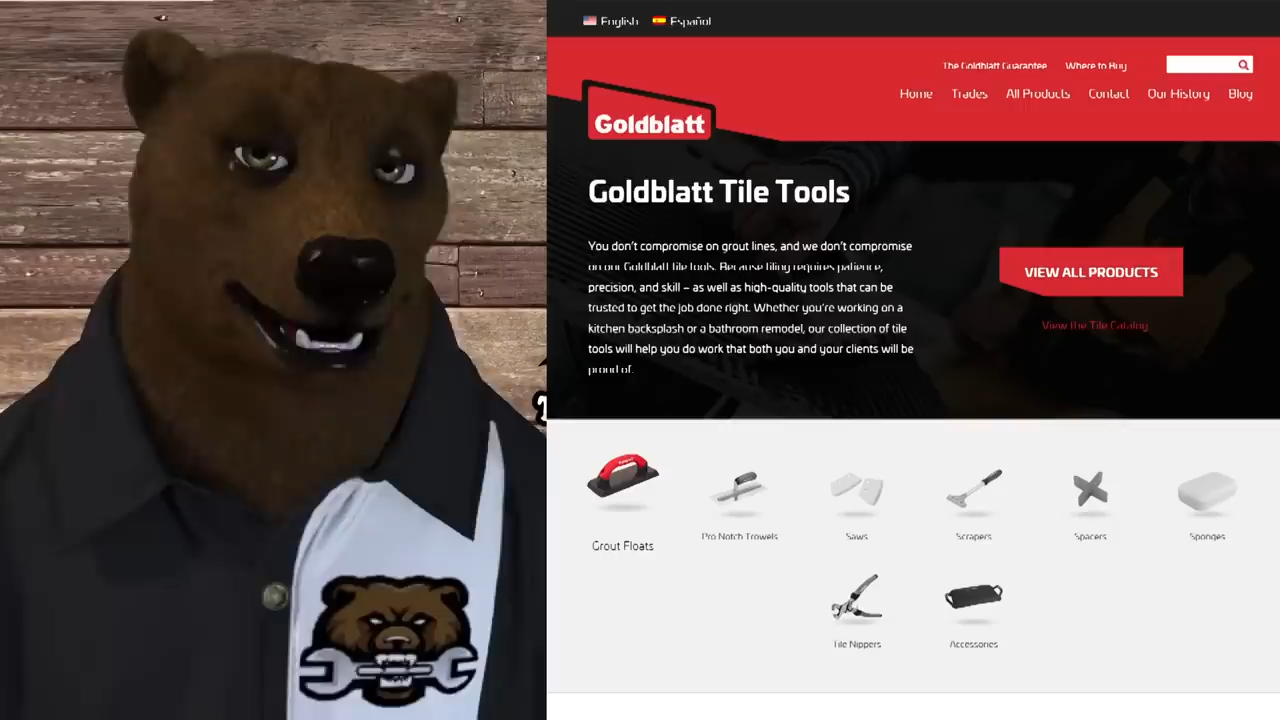 English
Español
The Goldblatt Guarantee
Where to Buy
Home
Trades
All Products
Contact
Our History
Blog
Goldblatt
Goldblatt Tile Tools
You don't compromise on grout lines, and we don't compromise
on our Goldblatt tile tools. Because tiling requires patience,
precision, and skill – as well as high-quality tools that can be
trusted to get the job done right. Whether you're working on a
kitchen backsplash or a bathroom remodel, our collection of tile
tools will help you do work that both you and your clients will be
proud of.
VIEW ALL PRODUCTS
View the Tile Catalog
Grout Floats
Pro Notch Trowels
Saws
Scrapers
Spacers
Sponges
Tile Nippers
Accessories